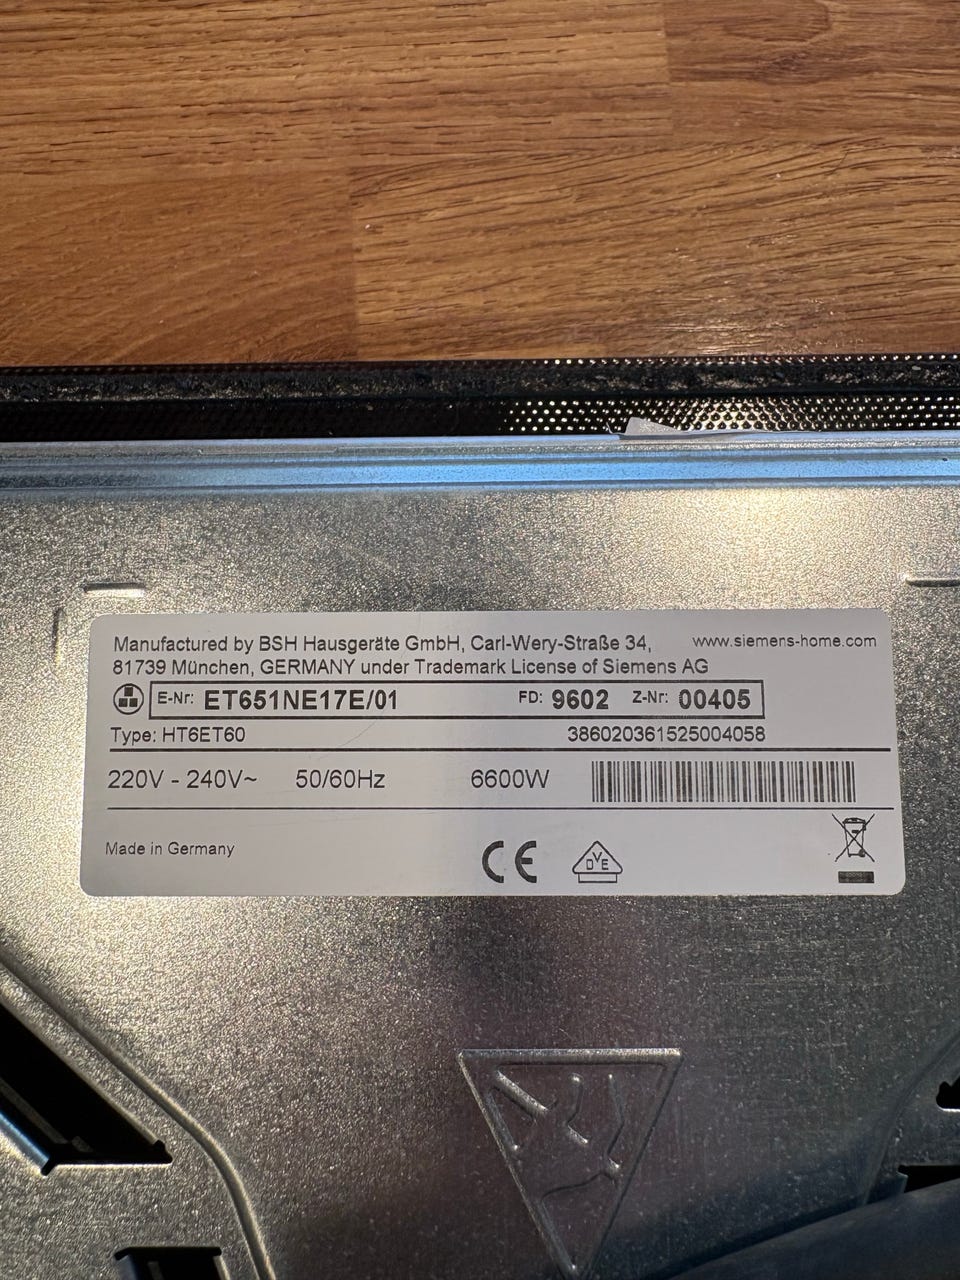 Manufactured by BSH Hausgeräte GmbH, Carl-Wery-Straße 34, www.siemens-home.com
81739 München, GERMANY under Trademark License of Siemens AG
E-Nr: ET651NE17E/01 FD: 9602 Z-Nr: 00405
Type: HT6ET60 386020361525004058
220V - 240V~ 50/60Hz 6600W
Made in Germany CE DVE